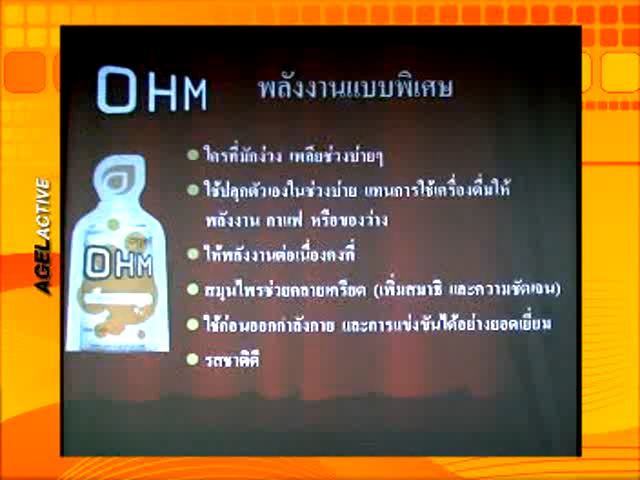 OHM พลังงานแบบพิเศษ
ใครที่มักง่วง เพลียช่วงบ่ายๆ
ใช้ปลุกตัวเองในช่วงบ่าย แทนการใช้เครื่องดื่มให้
พลังงาน กาแฟ หรือของว่าง
ให้พลังงานต่อเนื่องคงที่
สมุนไพรช่วยคลายเครียด (เพิ่มสมาธิ และความชัดเจน)
ใช้ก่อนออกกำลังกาย และการแข่งขันได้อย่างยอดเยี่ยม
รสชาติดี
OHM
AGELACTIVE